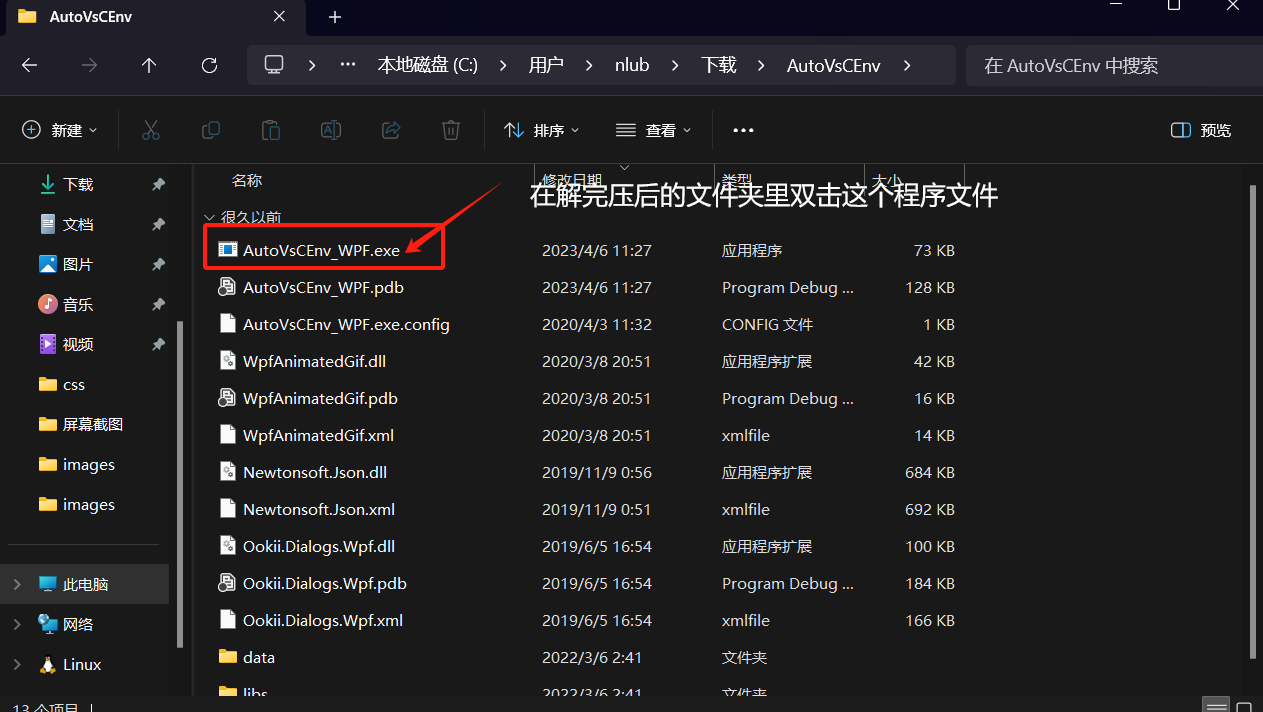 AutoVsCEnv
本地磁盘 (C:) 用户 nlub 下载 AutoVsCEnv
在 AutoVsCEnv 中搜索
新建 排序 查看 预览
下载
文档
图片
音乐
视频
css
屏幕截图
images
images
此电脑
网络
Linux
名称 修改日期 类型 大小
在解完压后的文件夹里双击这个程序文件
很久以前
AutoVsCEnv_WPF.exe 2023/4/6 11:27 应用程序 73 KB
AutoVsCEnv_WPF.pdb 2023/4/6 11:27 Program Debug ... 128 KB
AutoVsCEnv_WPF.exe.config 2020/4/3 11:32 CONFIG 文件 1 KB
WpfAnimatedGif.dll 2020/3/8 20:51 应用程序扩展 42 KB
WpfAnimatedGif.pdb 2020/3/8 20:51 Program Debug ... 16 KB
WpfAnimatedGif.xml 2020/3/8 20:51 xmlfile 14 KB
Newtonsoft.Json.dll 2019/11/9 0:56 应用程序扩展 684 KB
Newtonsoft.Json.xml 2019/11/9 0:51 xmlfile 692 KB
Ookii.Dialogs.Wpf.dll 2019/6/5 16:54 应用程序扩展 100 KB
Ookii.Dialogs.Wpf.pdb 2019/6/5 16:54 Program Debug ... 184 KB
Ookii.Dialogs.Wpf.xml 2019/6/5 16:54 xmlfile 166 KB
data 2022/3/6 2:41 文件夹
libs 2022/3/6 2:41 文件夹
13 个项目